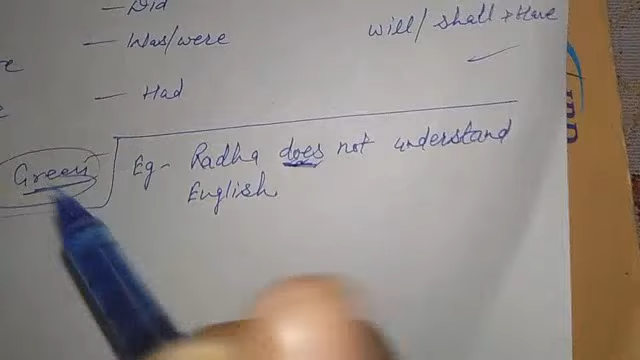 — Did
— Was/were
will/shall + Have
— Had
Green
Eg - Radha does not understand
English